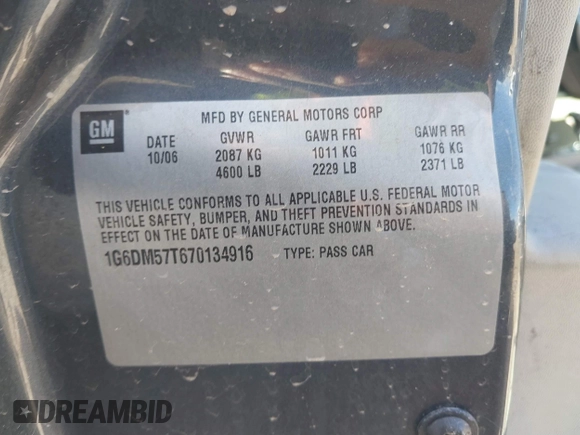 GM
MFD BY GENERAL MOTORS CORP
DATE GVWR GAWR FRT GAWR RR
10/06 2087 KG 1011 KG 1076 KG
4600 LB 2229 LB 2371 LB
THIS VEHICLE CONFORMS TO ALL APPLICABLE U.S. FEDERAL MOTOR
VEHICLE SAFETY, BUMPER, AND THEFT PREVENTION STANDARDS IN
EFFECT ON THE DATE OF MANUFACTURE SHOWN ABOVE.
1G6DM57T670134916 TYPE: PASS CAR
DREAMBID